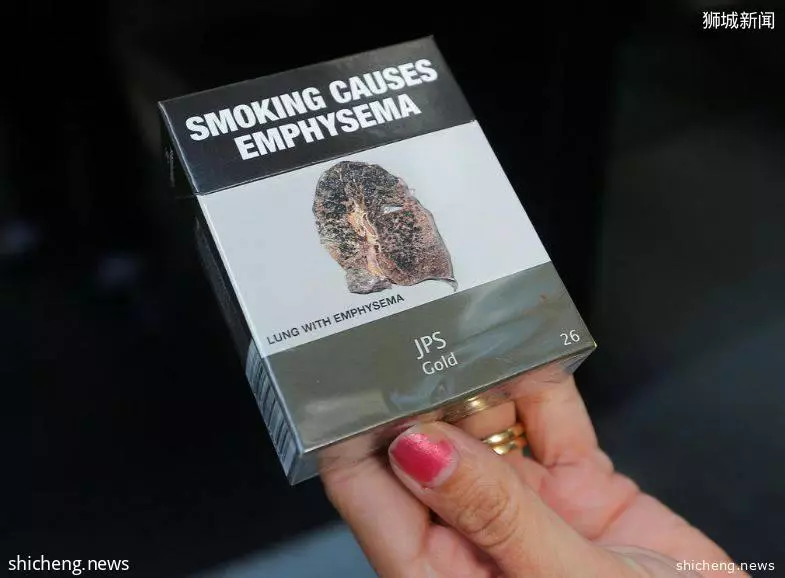 狮城新闻
SMOKING CAUSES
EMPHYSEMA
LUNG WITH EMPHYSEMA
JPS
Gold
26
shicheng.news
shicheng.news